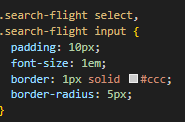 .search-flight select,
.search-flight input {
padding: 10px;
font-size: 1em;
border: 1px solid #ccc;
border-radius: 5px;
}